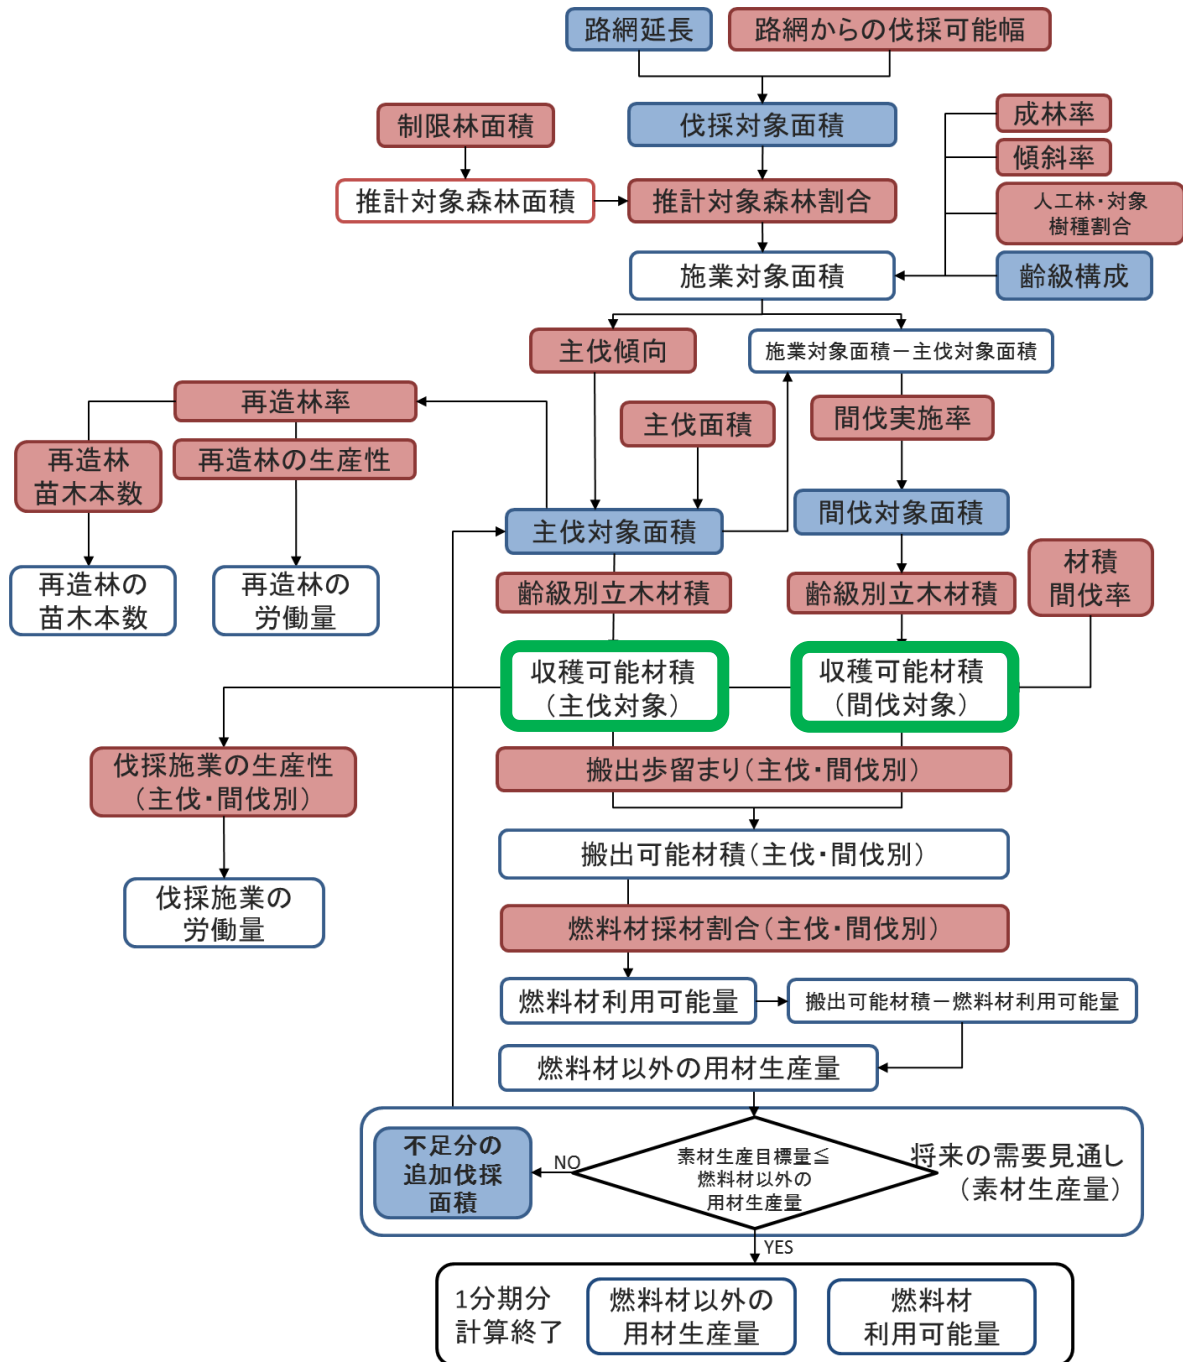 路網延長
路網からの伐採可能幅
制限林面積
伐採対象面積
成林率
傾斜率
推計対象森林面積
推計対象森林割合
人工林・対象
樹種割合
施業対象面積
齢級構成
主伐傾向
施業対象面積－主伐対象面積
再造林率
主伐面積
間伐実施率
再造林
苗木本数
再造林の生産性
主伐対象面積
間伐対象面積
再造林の
苗木本数
再造林の
労働量
齢級別立木材積
齢級別立木材積
材積
間伐率
収穫可能材積
（主伐対象）
収穫可能材積
（間伐対象）
伐採施業の生産性
（主伐・間伐別）
搬出歩留まり（主伐・間伐別）
搬出可能材積（主伐・間伐別）
伐採施業の
労働量
燃料材採材割合（主伐・間伐別）
燃料材利用可能量
搬出可能材積－燃料材利用可能量
燃料材以外の用材生産量
不足分の
追加伐採
面積
NO
素材生産目標量≦
燃料材以外の
用材生産量
将来の需要見通し
（素材生産量）
YES
1分期分
計算終了
燃料材以外の
用材生産量
燃料材
利用可能量